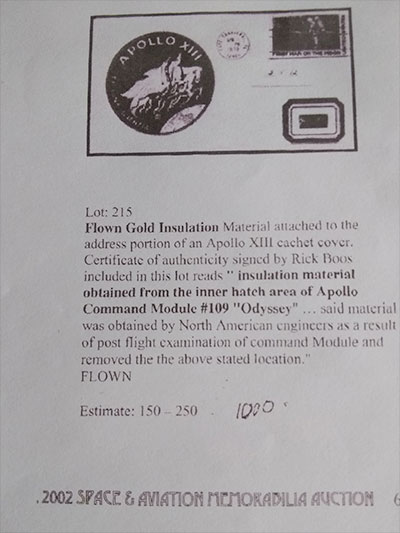 APOLLO XIII
FIRST MAN ON THE MOON
Lot: 215
Flown Gold Insulation Material attached to the
address portion of an Apollo XIII cachet cover.
Certificate of authenticity signed by Rick Boos
included in this lot reads " insulation material
obtained from the inner hatch area of Apollo
Command Module #109 "Odyssey" ... said material
was obtained by North American engineers as a result
of post flight examination of command Module and
removed the the above stated location."
FLOWN
Estimate: 150 – 250 . 1000
. 2002 SPACE & AVIATION MEMORABILIA AUCTION 6